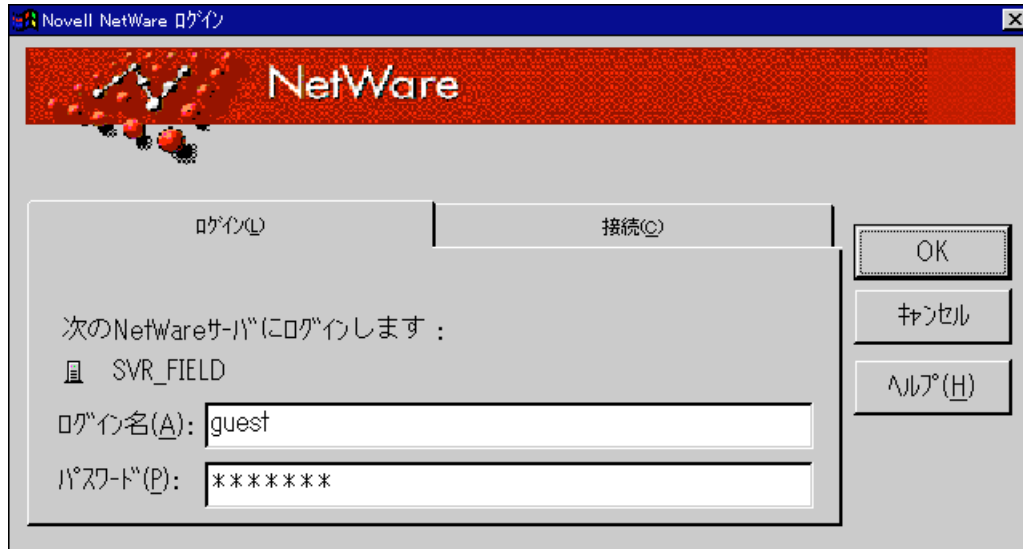 Novell NetWare ﾛｸﾞｲﾝ
NetWare
ﾛｸﾞｲﾝ(L)
接続(C)
OK
ｷｬﾝｾﾙ
ﾍﾙﾌﾟ(H)
次のNetWareｻｰﾊﾞにﾛｸﾞｲﾝします :
SVR_FIELD
ﾛｸﾞｲﾝ名(A): guest
ﾊﾟｽﾜｰﾄﾞ(P): *******